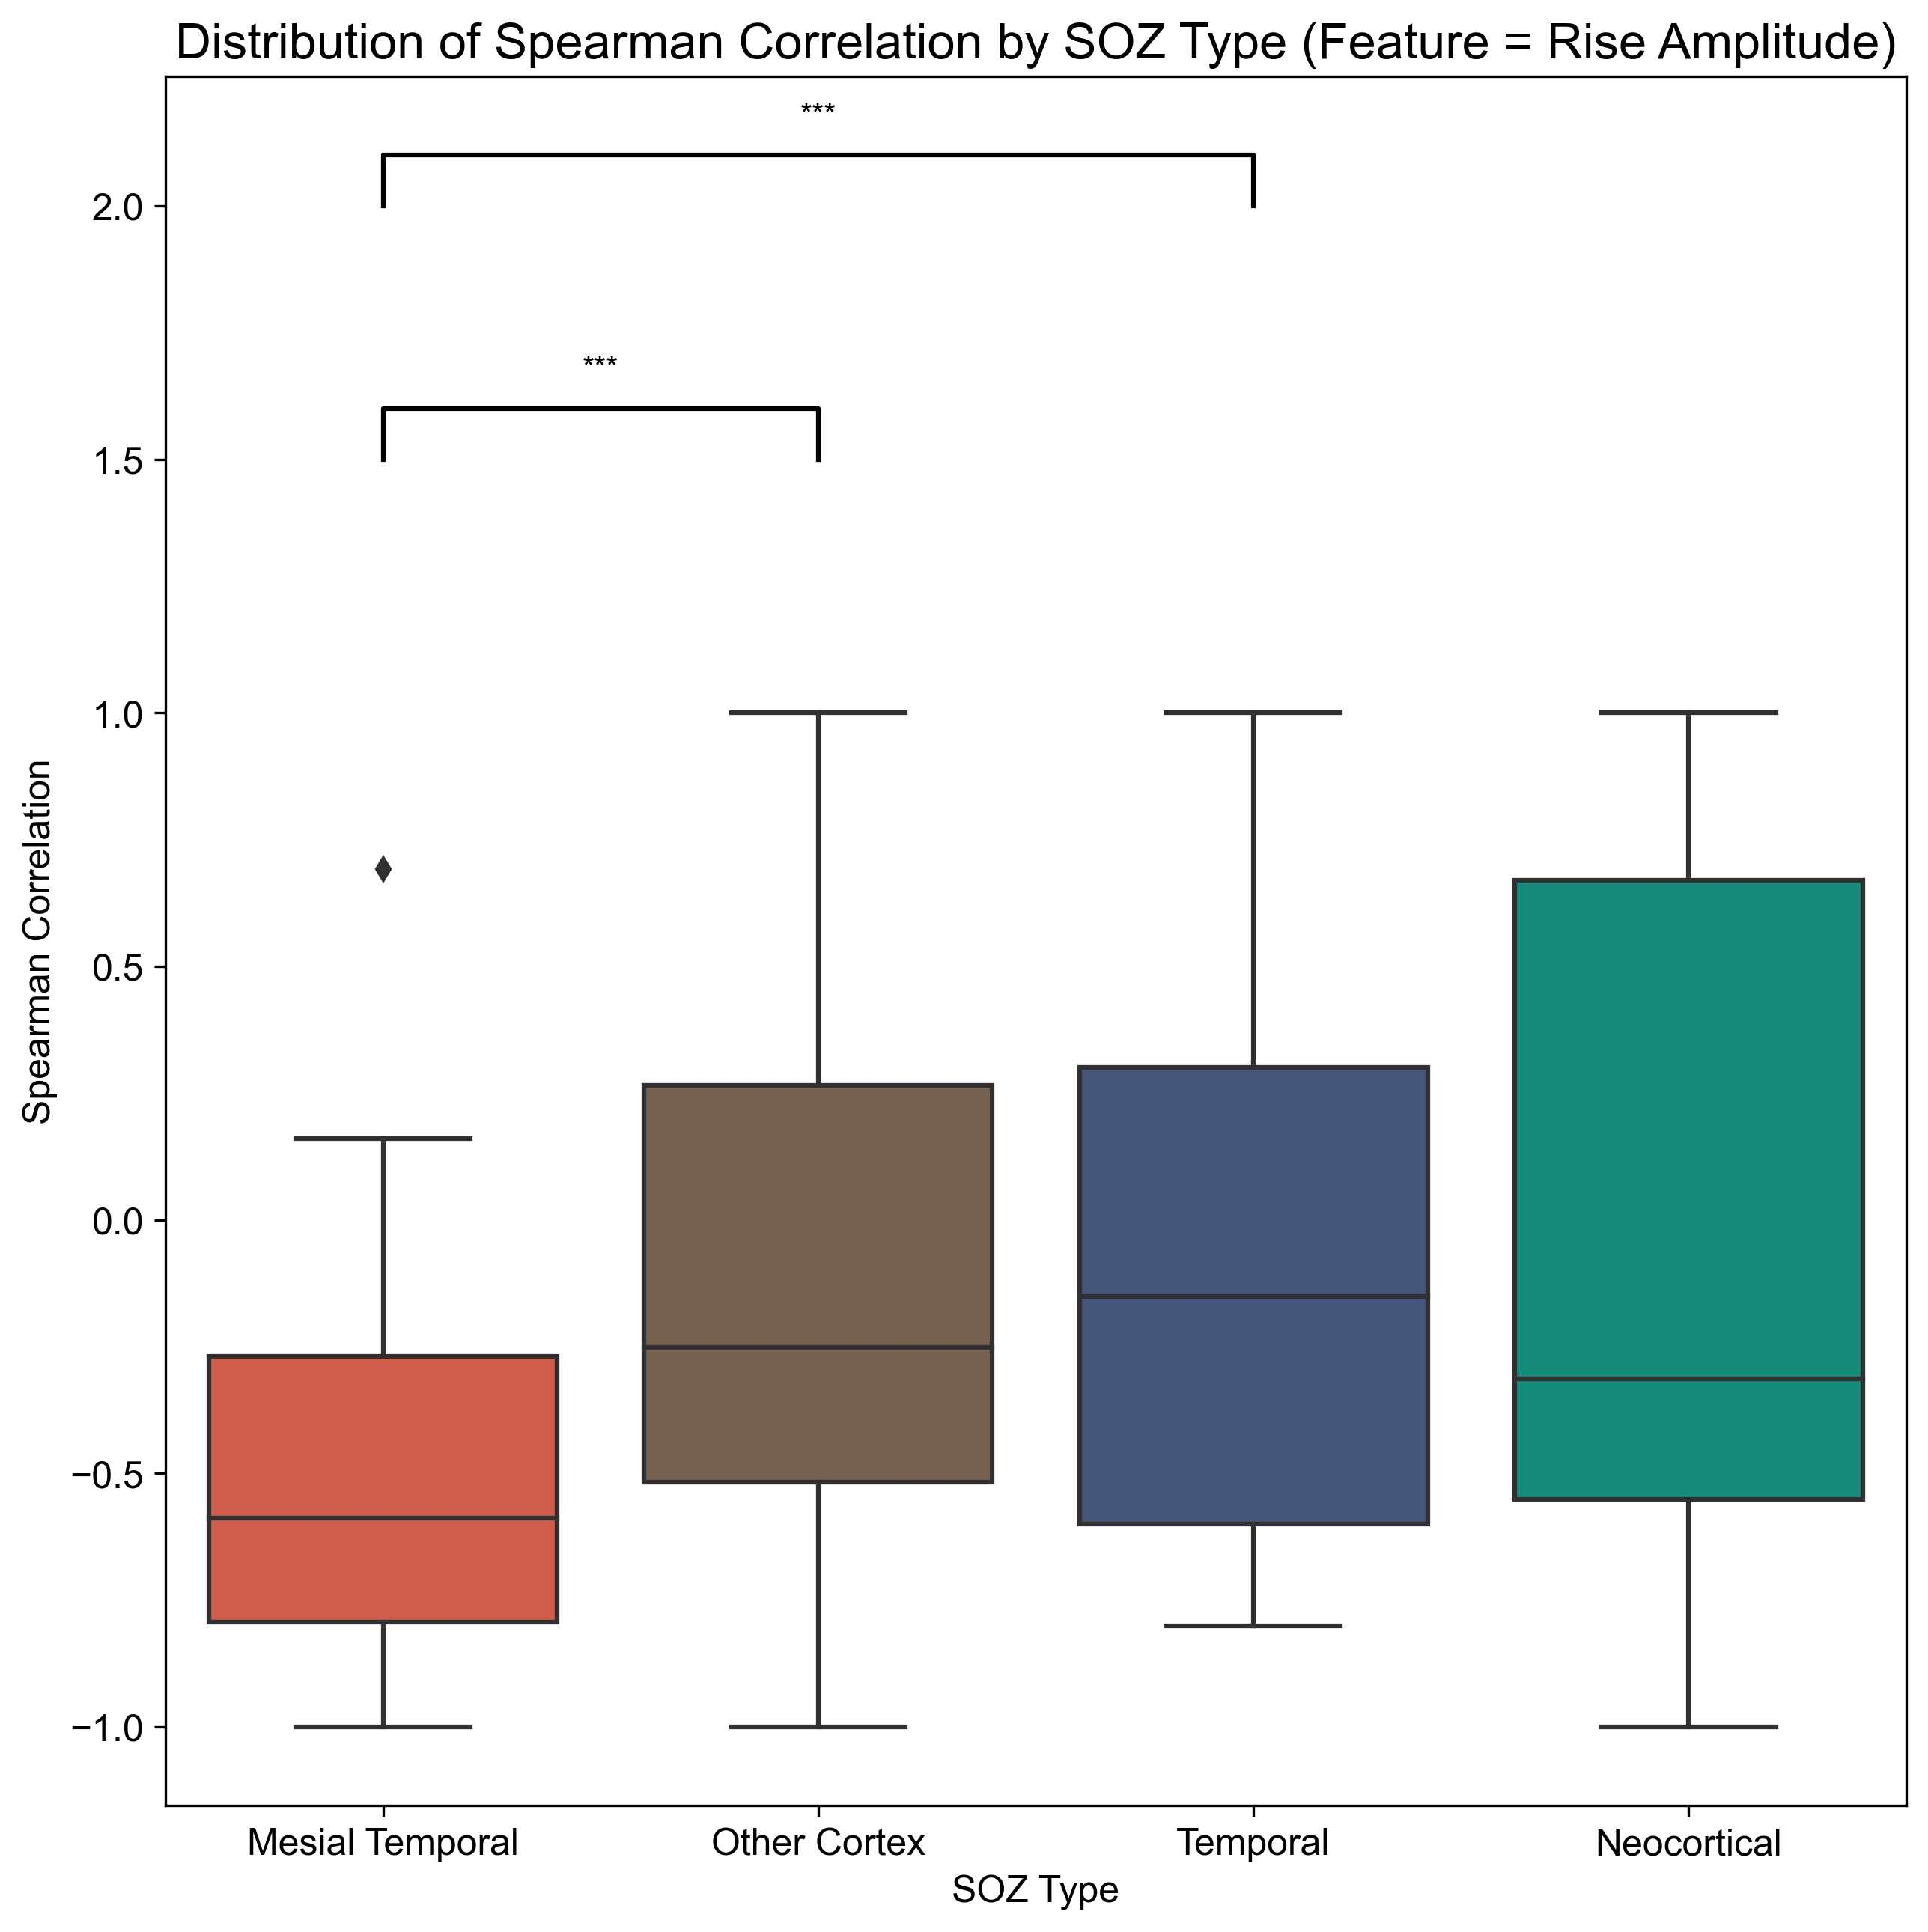 Distribution of Spearman Correlation by SOZ Type (Feature = Rise Amplitude)
***
***
2.0
1.5
1.0
0.5
0.0
−0.5
−1.0
Spearman Correlation
Mesial Temporal
Other Cortex
Temporal
Neocortical
SOZ Type